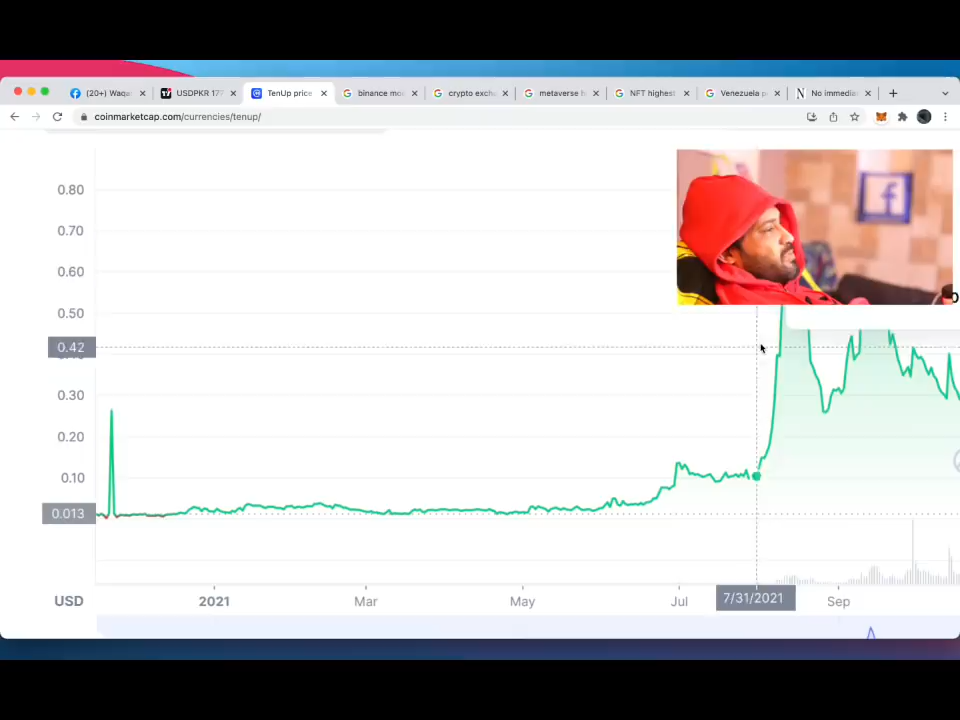 (20+) Waqa
USDPKR 177
TenUp price
binance mo
crypto exch
metaverse h
NFT highest
Venezuela p
No immedia
coinmarketcap.com/currencies/tenup/
0.80
0.70
0.60
0.50
0.42
0.30
0.20
0.10
0.013
USD
2021
Mar
May
Jul
7/31/2021
Sep